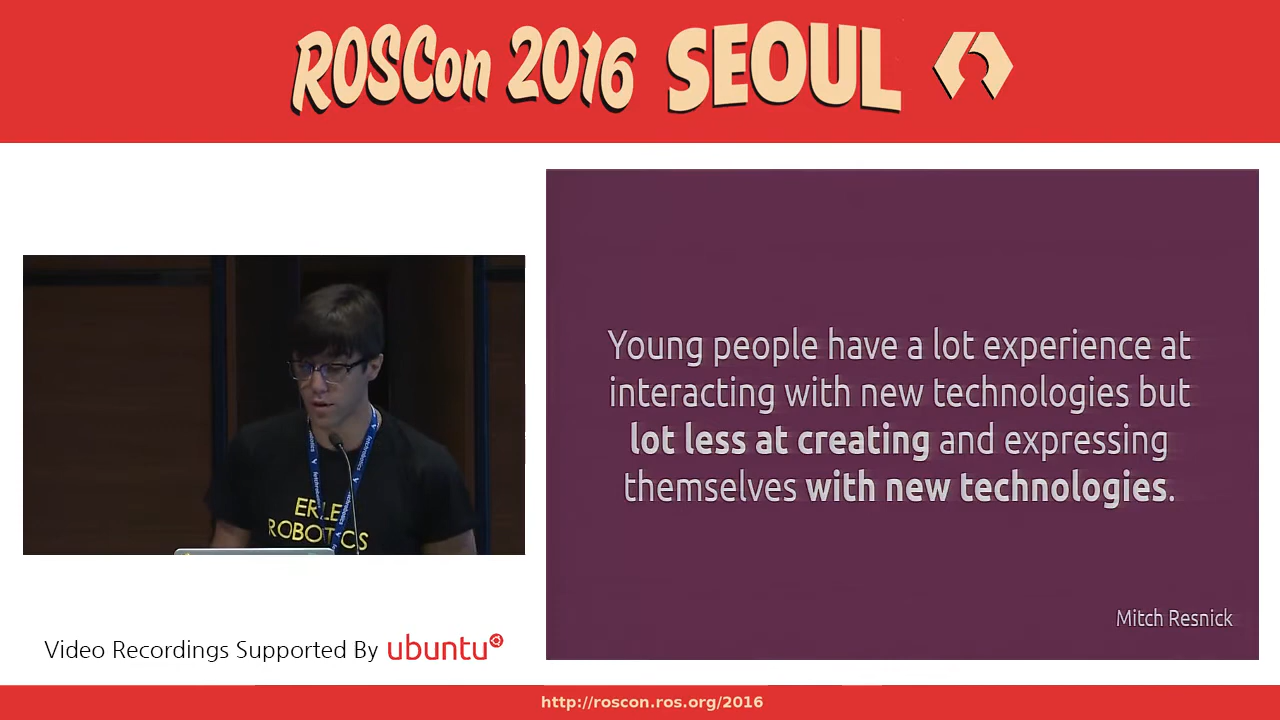 ROSCon 2016 SEOUL
ERLE
ROBOTICS
Young people have a lot experience at
interacting with new technologies but
lot less at creating and expressing
themselves with new technologies.
Mitch Resnick
Video Recordings Supported By ubuntu
http://roscon.ros.org/2016